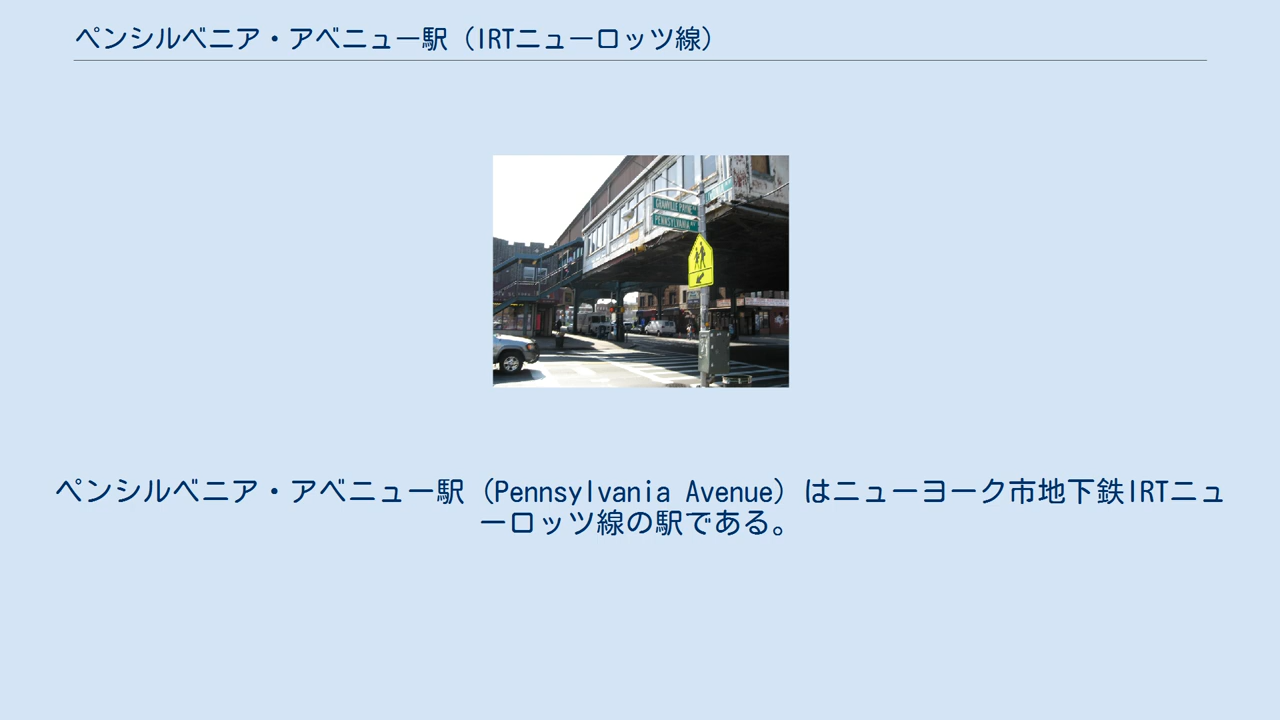 ペンシルベニア・アベニュー駅（IRTニューロッツ線）
GRANVILLE PAYNE
PENNSYLVANIA
ペンシルベニア・アベニュー駅（Pennsylvania Avenue）はニューヨーク市地下鉄IRTニュ
ーロッツ線の駅である。